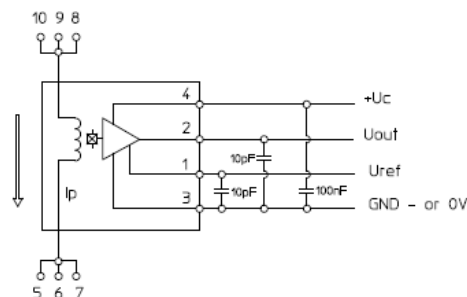 10 9 8
4 +Uc
2 Uout
10pF
1 Uref
Ip 10pF 100nF
3 GND - or 0V
5 6 7